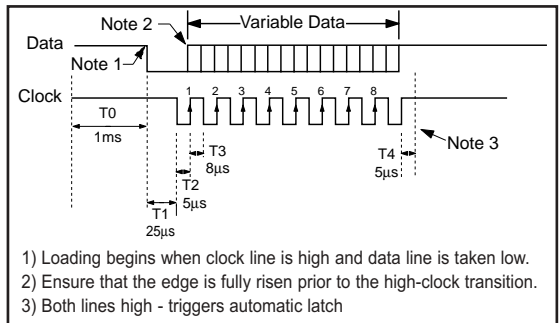 Note 2
Variable Data
Data
Note 1
Clock
1 2 3 4 5 6 7 8
T0
1ms
Note 3
T3
8µs
T4
5µs
T2
5µs
T1
25µs
1) Loading begins when clock line is high and data line is taken low.
2) Ensure that the edge is fully risen prior to the high-clock transition.
3) Both lines high - triggers automatic latch